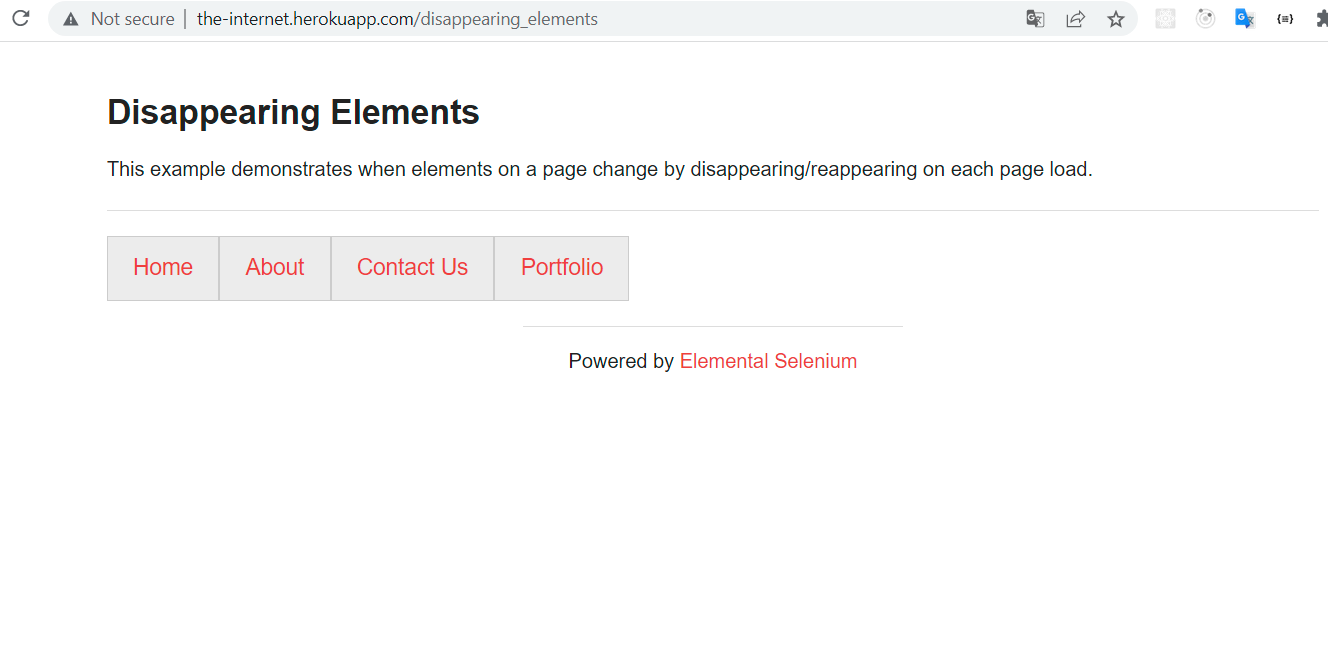 Not secure | the-internet.herokuapp.com/disappearing_elements
Disappearing Elements
This example demonstrates when elements on a page change by disappearing/reappearing on each page load.
Home About Contact Us Portfolio
Powered by Elemental Selenium